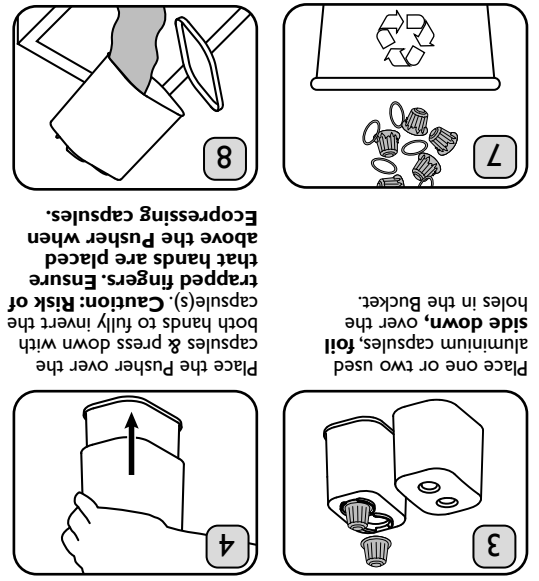 3
Place one or two used
aluminium capsules, foil
side down, over the
holes in the Bucket.
4
Place the Pusher over the
capsules & press down with
both hands to fully invert the
capsule(s). Caution: Risk of
trapped fingers. Ensure
that hands are placed
above the Pusher when
Ecopressing capsules.
7
8